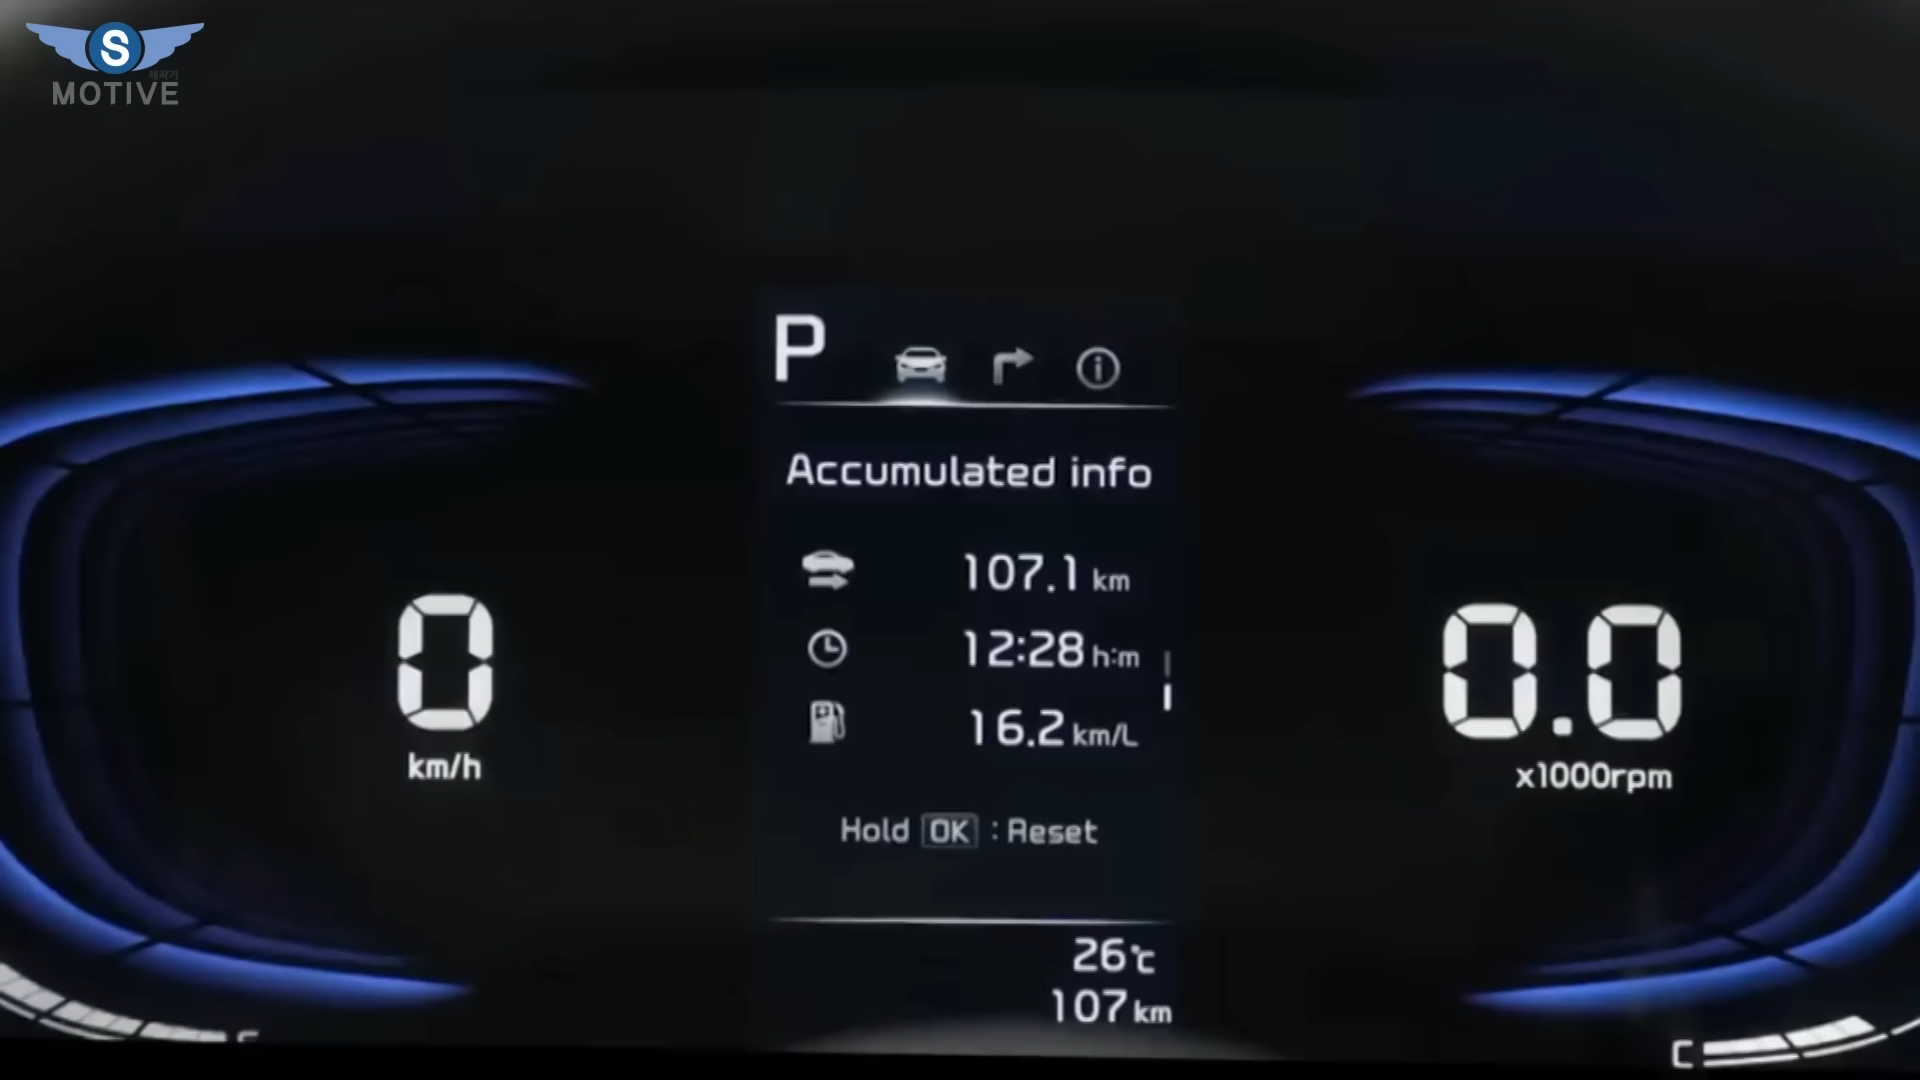 S
MOTIVE
P
Accumulated info
107.1 km
12:28 h:m
16.2 km/L
Hold OK : Reset
26℃
107 km
0
km/h
0.0
x1000rpm
C